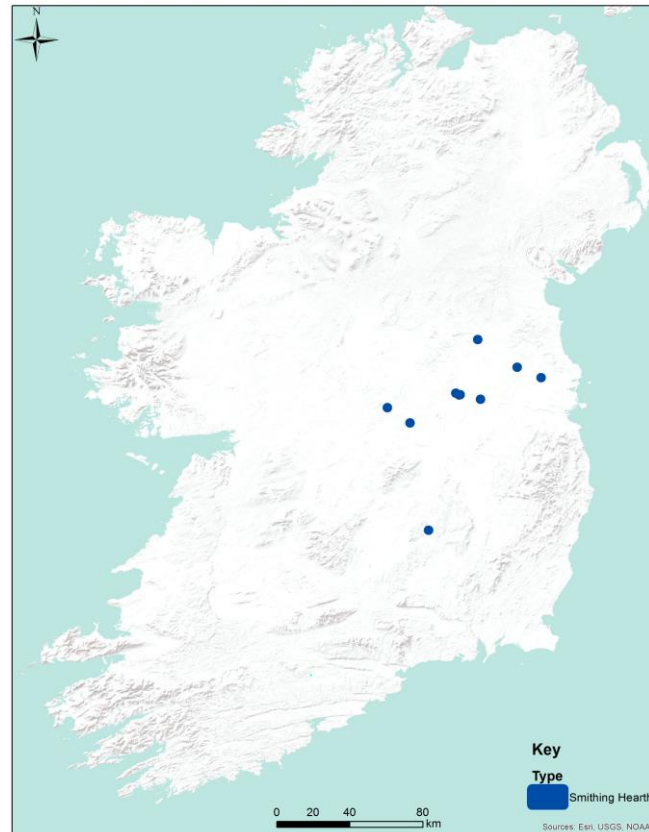 N
Key
Type
Smithing Hearth
0 20 40 80
km
Sources: Esri, USGS, NOAA